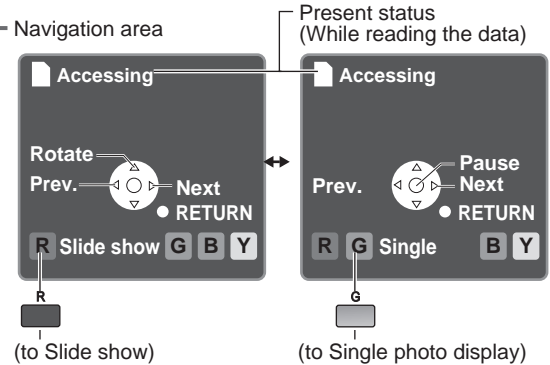 Navigation area
Present status
(While reading the data)
Accessing
Rotate
Prev.
Next
RETURN
R Slide show G B Y
R
(to Slide show)
Accessing
Pause
Prev.
Next
RETURN
R G Single B Y
G
(to Single photo display)